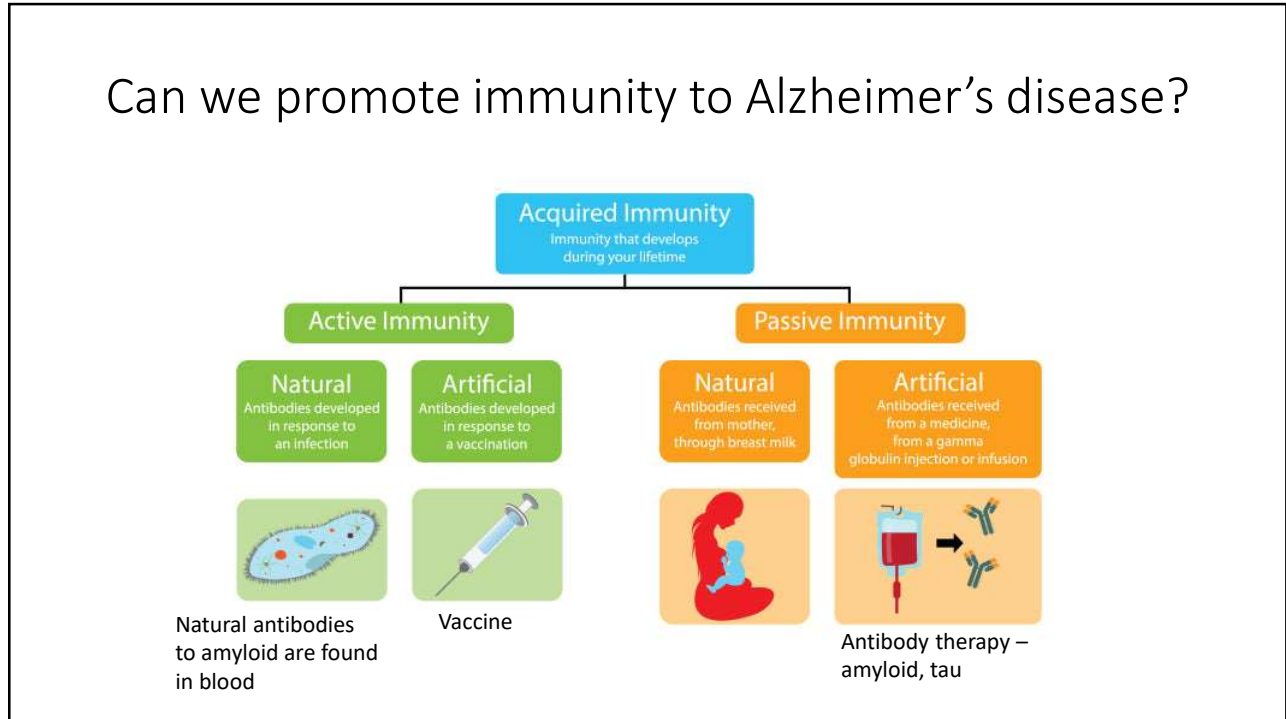 Can we promote immunity to Alzheimer’s disease?
Acquired Immunity
Immunity that develops
during your lifetime
Active Immunity
Passive Immunity
Natural
Antibodies developed
in response to
an infection
Artificial
Antibodies developed
in response to
a vaccination
Natural
Antibodies received
from mother,
through breast milk
Artificial
Antibodies received
from a medicine,
from a gamma
globulin injection or infusion
Natural antibodies
to amyloid are found
in blood
Vaccine
Antibody therapy –
amyloid, tau